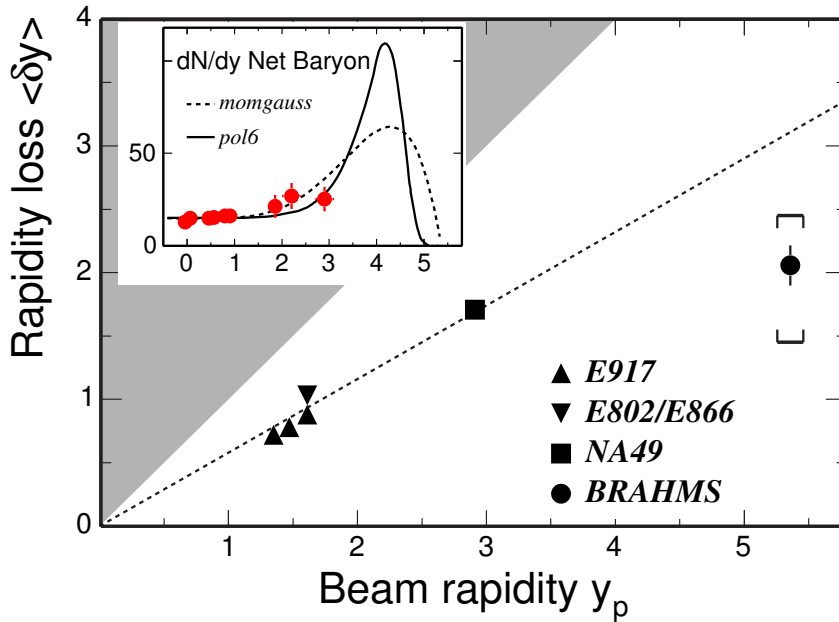 Rapidity loss <δy>
4
3
2
1
0
dN/dy Net Baryon
momgauss
pol6
50
0
0 1 2 3 4 5
E917
E802/E866
NA49
BRAHMS
1 2 3 4 5
Beam rapidity y_p